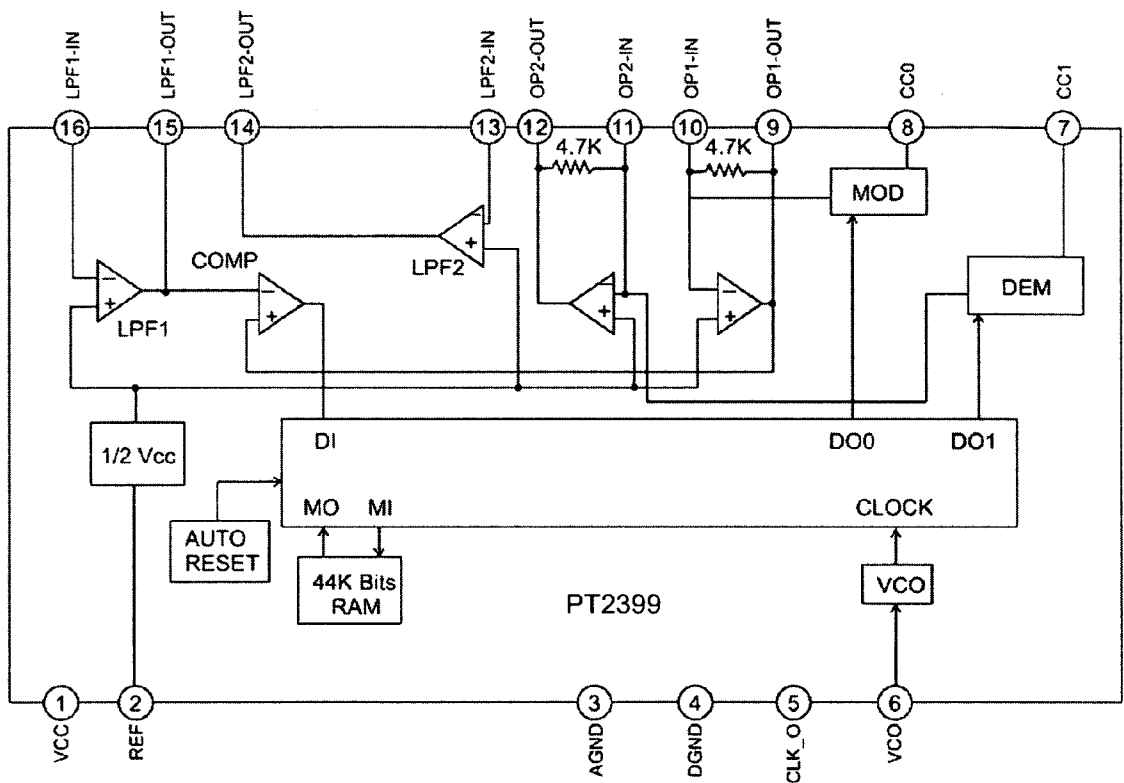 LPF1-IN
LPF1-OUT
LPF2-OUT
LPF2-IN
OP2-OUT
OP2-IN
OP1-IN
OP1-OUT
CC0
CC1
16
15
14
13
12
11
10
9
8
7
4.7K
4.7K
MOD
−
+
LPF2
COMP
−
+
LPF1
−
+
−
+
−
+
DEM
1/2 Vcc
DI
DO0
DO1
MO
MI
CLOCK
AUTO
RESET
44K Bits
RAM
VCO
PT2399
1
2
3
4
5
6
VCC
REF
AGND
DGND
CLK_O
VCO